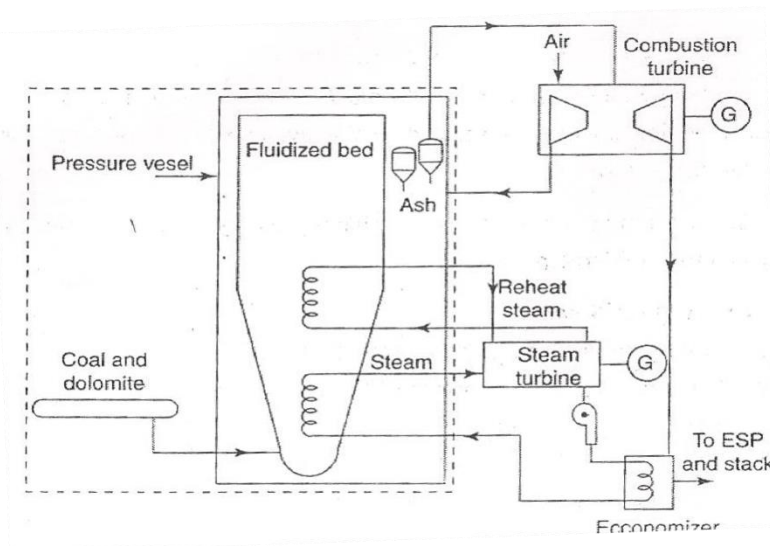 Air
Combustion
turbine
G
Pressure vesel
Fluidized bed
Ash
Reheat
steam
Coal and
dolomite
Steam
Steam
turbine
G
To ESP
and stack
Ecconomizer